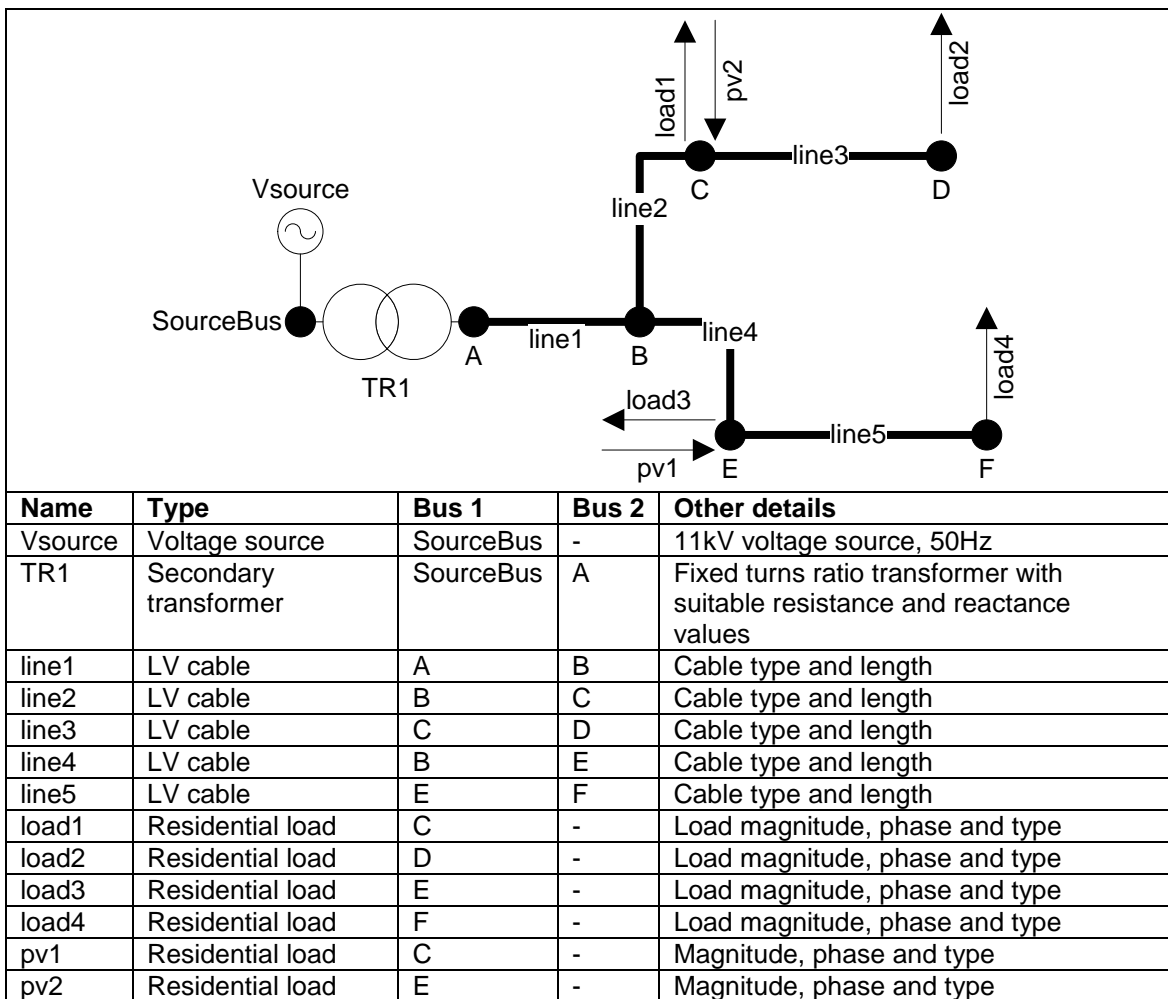 load1
pv2
load2
line3
C
D
Vsource
line2
SourceBus
A
line1
B
line4
TR1
load4
load3
line5
pv1
E
F
Name Type Bus 1 Bus 2 Other details
Vsource Voltage source SourceBus - 11kV voltage source, 50Hz
TR1 Secondary transformer SourceBus A Fixed turns ratio transformer with suitable resistance and reactance values
line1 LV cable A B Cable type and length
line2 LV cable B C Cable type and length
line3 LV cable C D Cable type and length
line4 LV cable B E Cable type and length
line5 LV cable E F Cable type and length
load1 Residential load C - Load magnitude, phase and type
load2 Residential load D - Load magnitude, phase and type
load3 Residential load E - Load magnitude, phase and type
load4 Residential load F - Load magnitude, phase and type
pv1 Residential load C - Magnitude, phase and type
pv2 Residential load E - Magnitude, phase and type